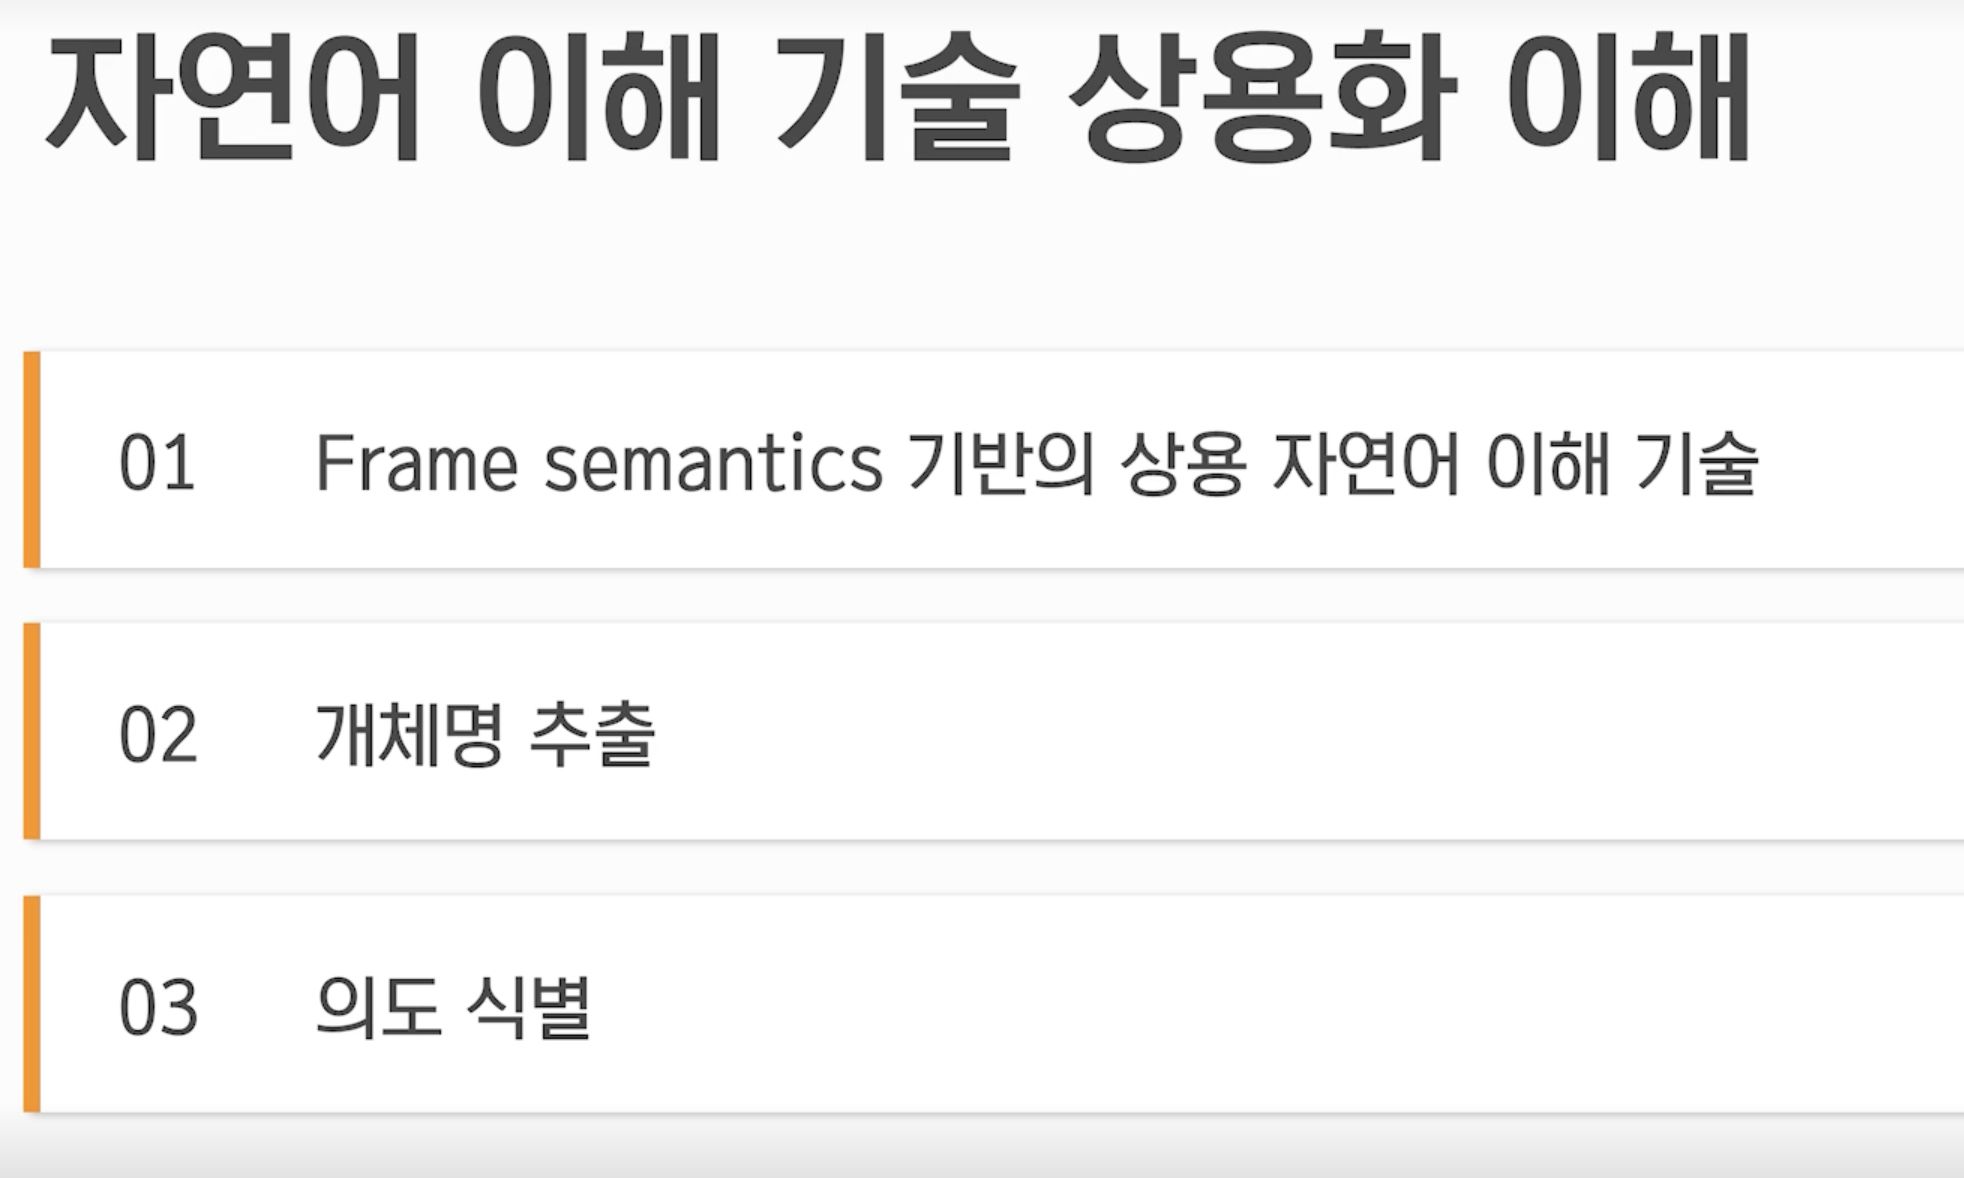 자연어 이해 기술 상용화 이해
01 Frame semantics 기반의 상용 자연어 이해 기술
02 개체명 추출
03 의도 식별